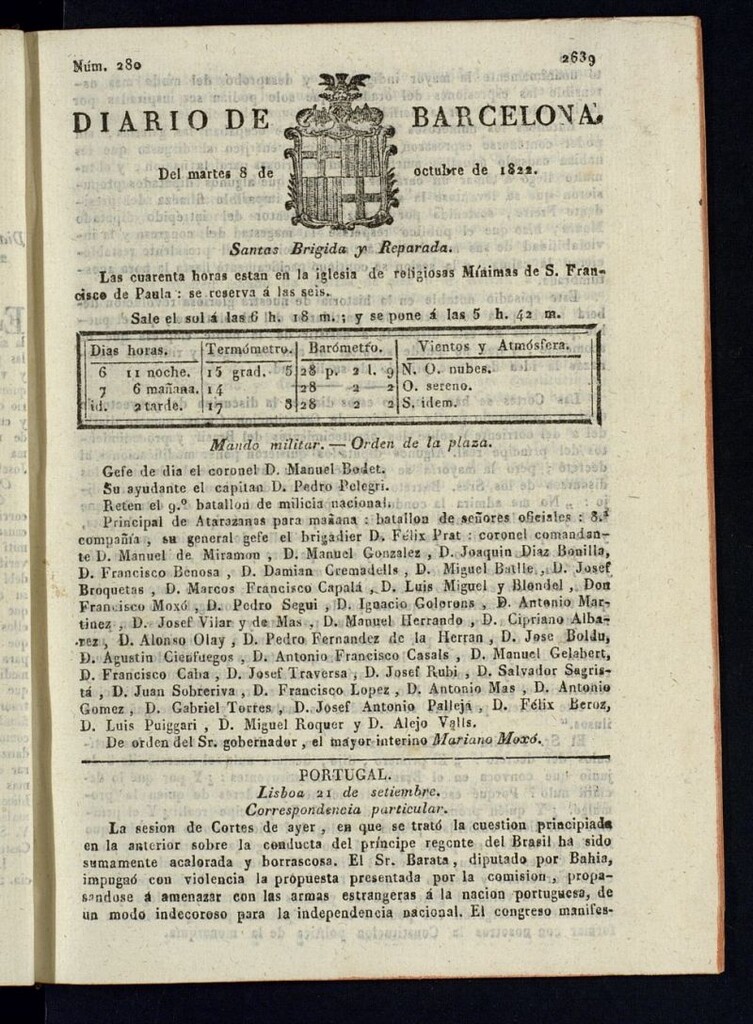 Núm. 280
2639
DIARIO DE BARCELONA,
Del martes 8 de octubre de 1822.
Santas Brigida y Reparada.
Las cuarenta horas estan en la iglesia de religiosas Mínimas de S. Fran-
cisco de Paula : se reserva á las seis.
Sale el sol á las 6 h. 18 m. ; y se pone á las 5 h. 42 m.
Dias horas. Termómetro. Barómetro. Vientos y Atmósfera.
6 11 noche. 15 grad. 5 28 p. 2 l. 9 N. O. nubes.
7 6 mañana. 14 28 2 2 O. sereno.
id. 2 tarde. 17 8 28 2 2 S. idem.
Mando militar. — Orden de la plaza.
Gefe de dia el coronel D. Manuel Bodet.
Su ayudante el capitan D. Pedro Pelegri.
Reten el 9.º batallon de milicia nacional.
Principal de Atarazanas para mañana : batallon de señores oficiales : 8.ª
compañía , su general gefe el brigadier D. Félix Prat : coronel comandan-
te D. Manuel de Miramon , D. Manuel Gonzalez , D. Joaquin Diaz Bonilla,
D. Francisco Benosa , D. Damian Cremadells , D. Miguel Batlle , D. Josef
Broquetas , D. Marcos Francisco Capalá , D. Luis Miguel y Blondel , Don
Francisco Moxó , D. Pedro Segui , D. Ignacio Golorons , D. Antonio Mar-
tinez , D. Josef Vilar y de Mas , D. Manuel Herrando , D. Cipriano Alba-
rez , D. Alonso Olay , D. Pedro Fernandez de la Herran , D. Jose Boldu,
D. Agustin Cienfuegos , D. Antonio Francisco Casals , D. Manuel Gelabert,
D. Francisco Caba , D. Josef Traversa , D. Josef Rubi , D. Salvador Sagris-
tá , D. Juan Sobreriva , D. Francisco Lopez , D. Antonio Mas , D. Antonio
Gomez , D. Gabriel Torres , D. Josef Antonio Pallejá , D. Félix Beroz,
D. Luis Puiggari , D. Miguel Roquer y D. Alejo Valls.
De orden del Sr. gobernador , el mayor interino Mariano Moxó.
PORTUGAL.
Lisboa 21 de setiembre.
Correspondencia particular.
La sesion de Cortes de ayer , en que se trató la cuestion principiada
en la anterior sobre la conducta del príncipe regente del Brasil ha sido
sumamente acalorada y borrascosa. El Sr. Barata, diputado por Bahia,
impugnó con violencia la propuesta presentada por la comision , propa-
sandose á amenazar con las armas estrangeras á la nacion portuguesa, de
un modo indecoroso para la independencia nacional. El congreso manifes-